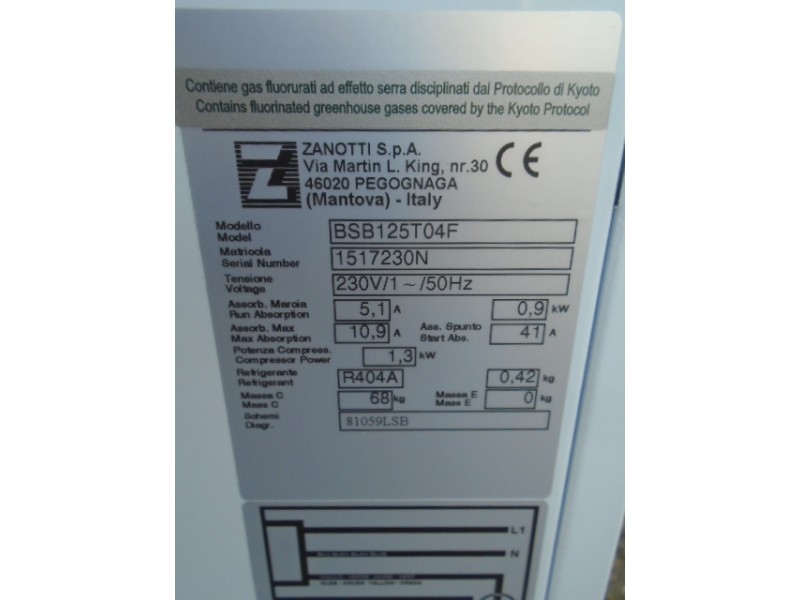 Contiene gas fluorurati ad effetto serra disciplinati dal Protocollo di Kyoto
Contains fluorinated greenhouse gases covered by the Kyoto Protocol
ZANOTTI S.p.A.
Via Martin L. King, nr.30 CE
46020 PEGOGNAGA
(Mantova) - Italy
Modello
Model BSB125T04F
Matricola
Serial Number 1517230N
Tensione
Voltage 230V/1~/50Hz
Assorb. Marcia
Run Absorption 5,1 A 0,9 kW
Assorb. Max
Max Absorption 10,9 A Ass. Spunto
Start Abs. 41 A
Potenza Compress.
Compressor Power 1,3 kW
Refrigerante
Refrigerant R404A 0,42 kg
Massa C
Mass C 68 kg Massa E
Mass E 0 kg
Schemi
Diagr. 81059LSB
L1
N